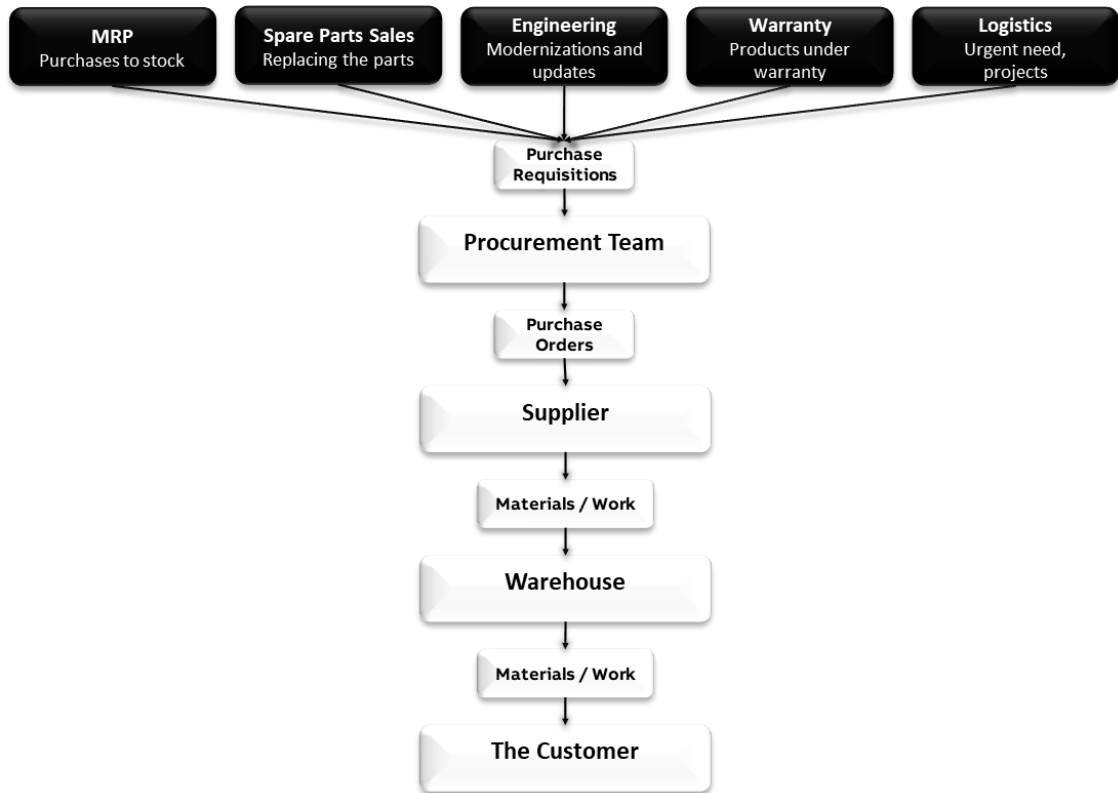 MRP
Purchases to stock
Spare Parts Sales
Replacing the parts
Engineering
Modernizations and
updates
Warranty
Products under
warranty
Logistics
Urgent need,
projects
Purchase
Requisitions
Procurement Team
Purchase
Orders
Supplier
Materials / Work
Warehouse
Materials / Work
The Customer